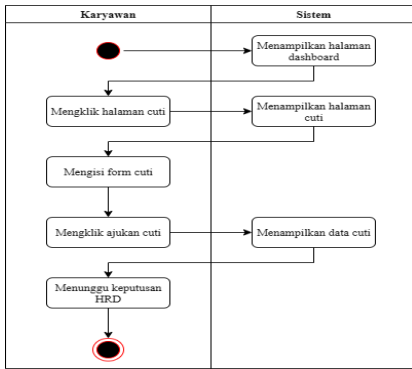 Karyawan
Sistem
Menampilkan halaman
dashboard
Mengklik halaman cuti
Menampilkan halaman
cuti
Mengisi form cuti
Mengklik ajukan cuti
Menampilkan data cuti
Menunggu keputusan
HRD